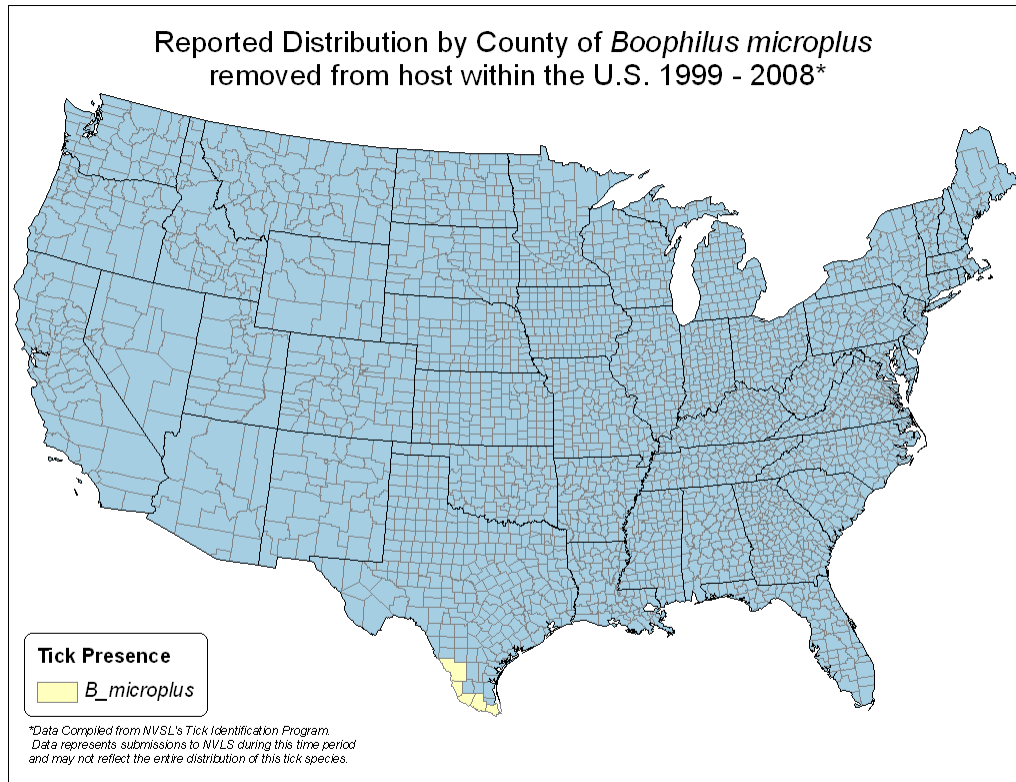 Reported Distribution by County of Boophilus microplus
removed from host within the U.S. 1999 - 2008*
Tick Presence
B_microplus
*Data Compiled from NVSL's Tick Identification Program.
Data represents submissions to NVLS during this time period
and may not reflect the entire distribution of this tick species.